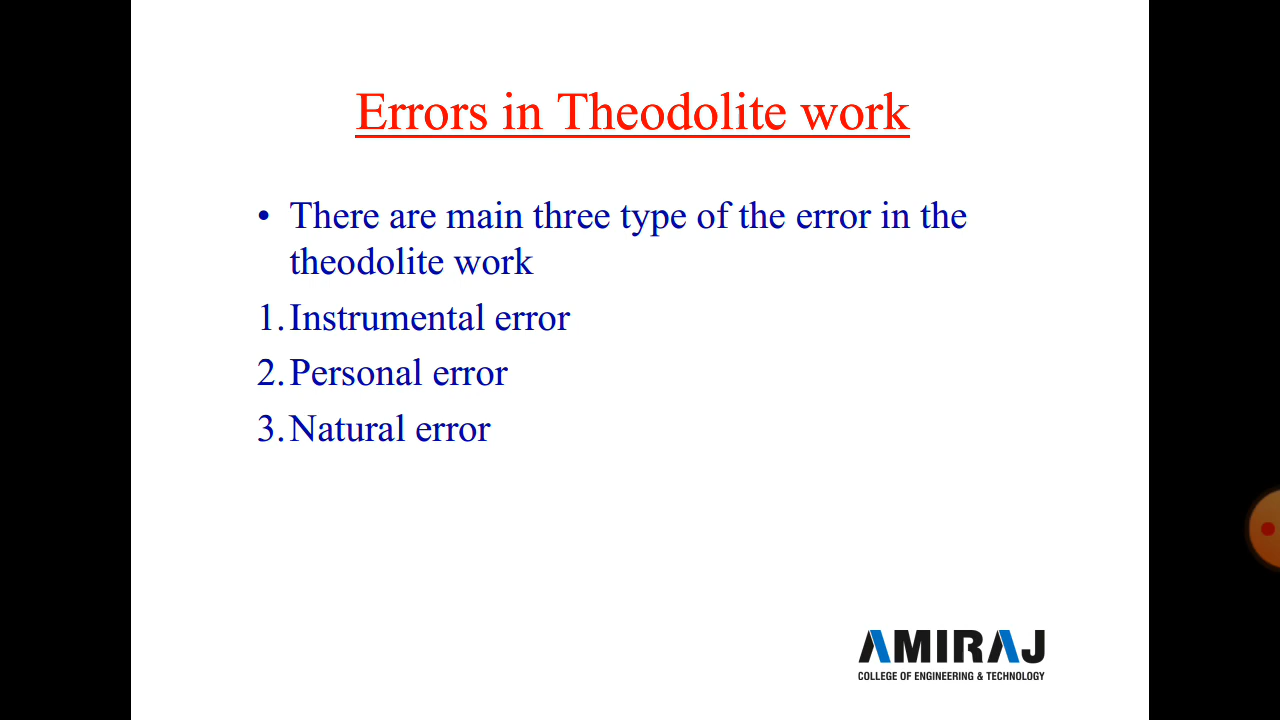 Errors in Theodolite work
• There are main three type of the error in the
theodolite work
1. Instrumental error
2. Personal error
3. Natural error
AMIRAJ
COLLEGE OF ENGINEERING & TECHNOLOGY